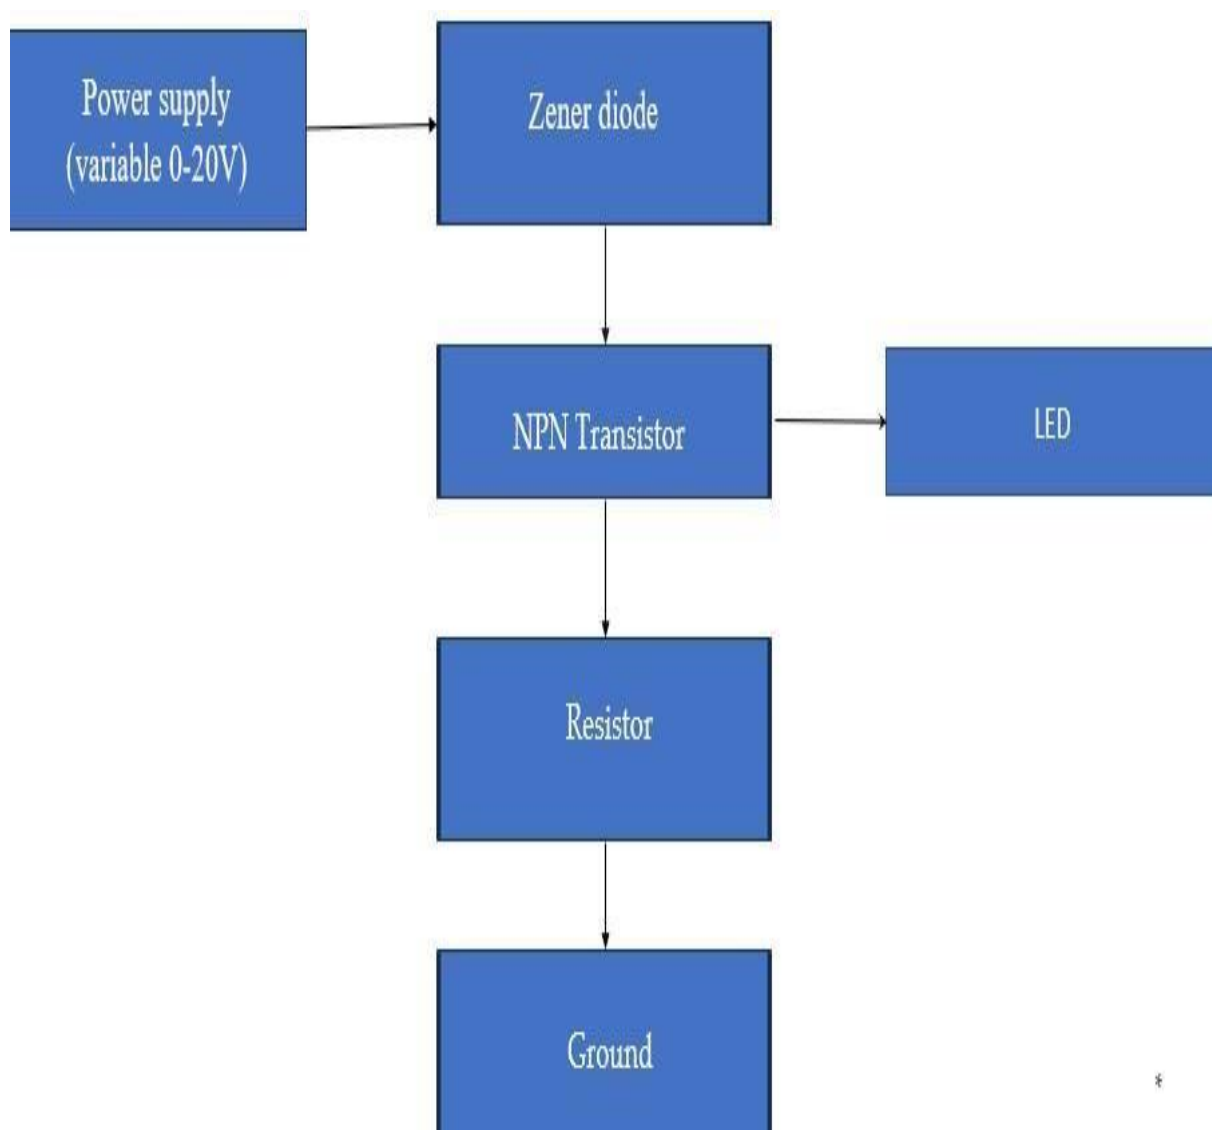 Power supply
(variable 0-20V)
Zener diode
NPN Transistor
LED
Resistor
Ground
*